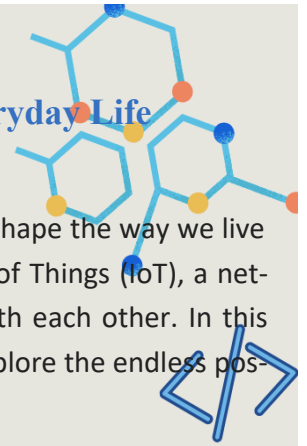 ryday Life
hape the way we live
of Things (IoT), a net-
th each other. In this
plore the endless pos-